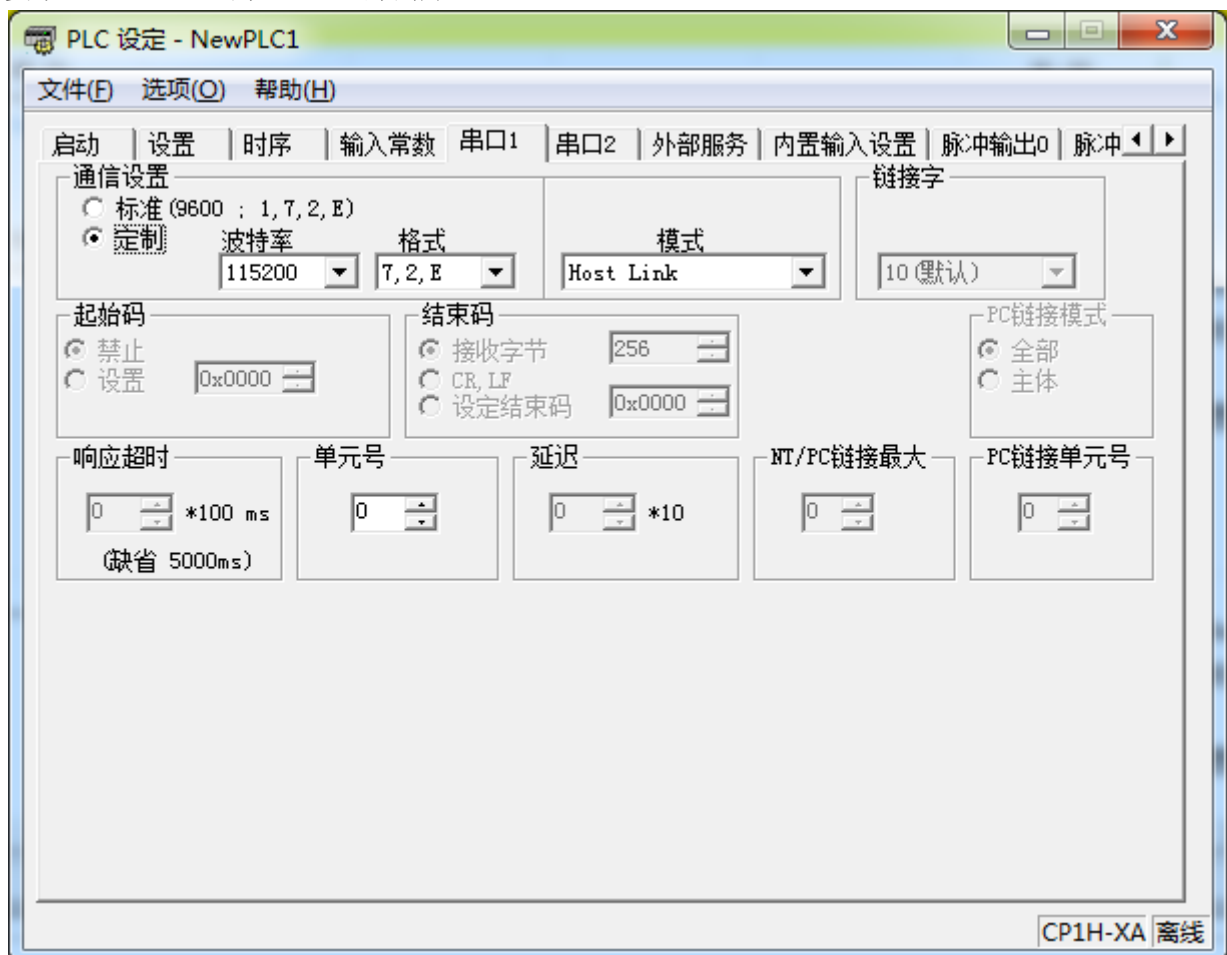 PLC 设定 - NewPLC1
文件(F) 选项(O) 帮助(H)
启动 设置 时序 输入常数 串口1 串口2 外部服务 内置输入设置 脉冲输出0 脉冲
通信设置 链接字
标准(9600 ; 1,7,2,E)
定制 波特率 格式 模式
115200 7,2,E Host Link 10(默认)
起始码 结束码 PC链接模式
禁止 接收字节 256 全部
设置 0x0000 CR,LF 主体
设定结束码 0x0000
响应超时 单元号 延迟 NT/PC链接最大 PC链接单元号
0 *100 ms 0 0 *10 0 0
(缺省 5000ms)
CP1H-XA 离线